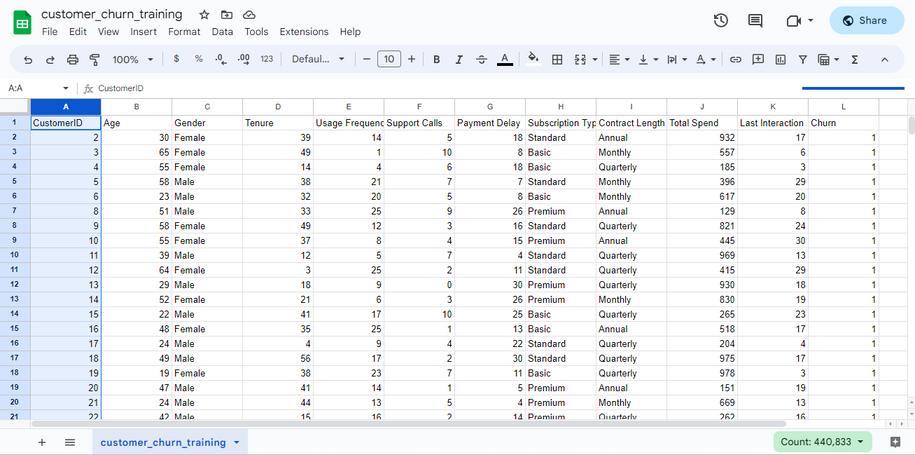 customer_churn_training
File Edit View Insert Format Data Tools Extensions Help
Share
100% $ % .0 .00 123 Defaul... 10 B I A
A:A fx CustomerID
A B C D E F G H I J K L
1 CustomerID Age Gender Tenure Usage Frequenc Support Calls Payment Delay Subscription Typ Contract Length Total Spend Last Interaction Churn
2 2 30 Female 39 14 5 18 Standard Annual 932 17 1
3 3 65 Female 49 1 10 8 Basic Monthly 557 6 1
4 4 55 Female 14 4 6 18 Basic Quarterly 185 3 1
5 5 58 Male 38 21 7 7 Standard Monthly 396 29 1
6 6 23 Male 32 20 5 8 Basic Monthly 617 20 1
7 8 51 Male 33 25 9 26 Premium Annual 129 8 1
8 9 58 Female 49 12 3 16 Standard Quarterly 821 24 1
9 10 55 Female 37 8 4 15 Premium Annual 445 30 1
10 11 39 Male 12 5 7 4 Standard Quarterly 969 13 1
11 12 64 Female 3 25 2 11 Standard Quarterly 415 29 1
12 13 29 Male 18 9 0 30 Premium Quarterly 930 18 1
13 14 52 Female 21 6 3 26 Premium Monthly 830 19 1
14 15 22 Male 41 17 10 25 Basic Quarterly 265 23 1
15 16 48 Female 35 25 1 13 Basic Annual 518 17 1
16 17 24 Male 4 9 4 22 Standard Quarterly 204 4 1
17 18 49 Male 56 17 2 30 Standard Quarterly 975 17 1
18 19 19 Female 38 23 7 11 Basic Quarterly 978 3 1
19 20 47 Male 41 14 1 5 Premium Annual 151 19 1
20 21 24 Male 44 13 5 4 Premium Monthly 669 13 1
21 22 42 Male 15 16 2 14 Premium Quarterly 262 16 1
customer_churn_training Count: 440,833